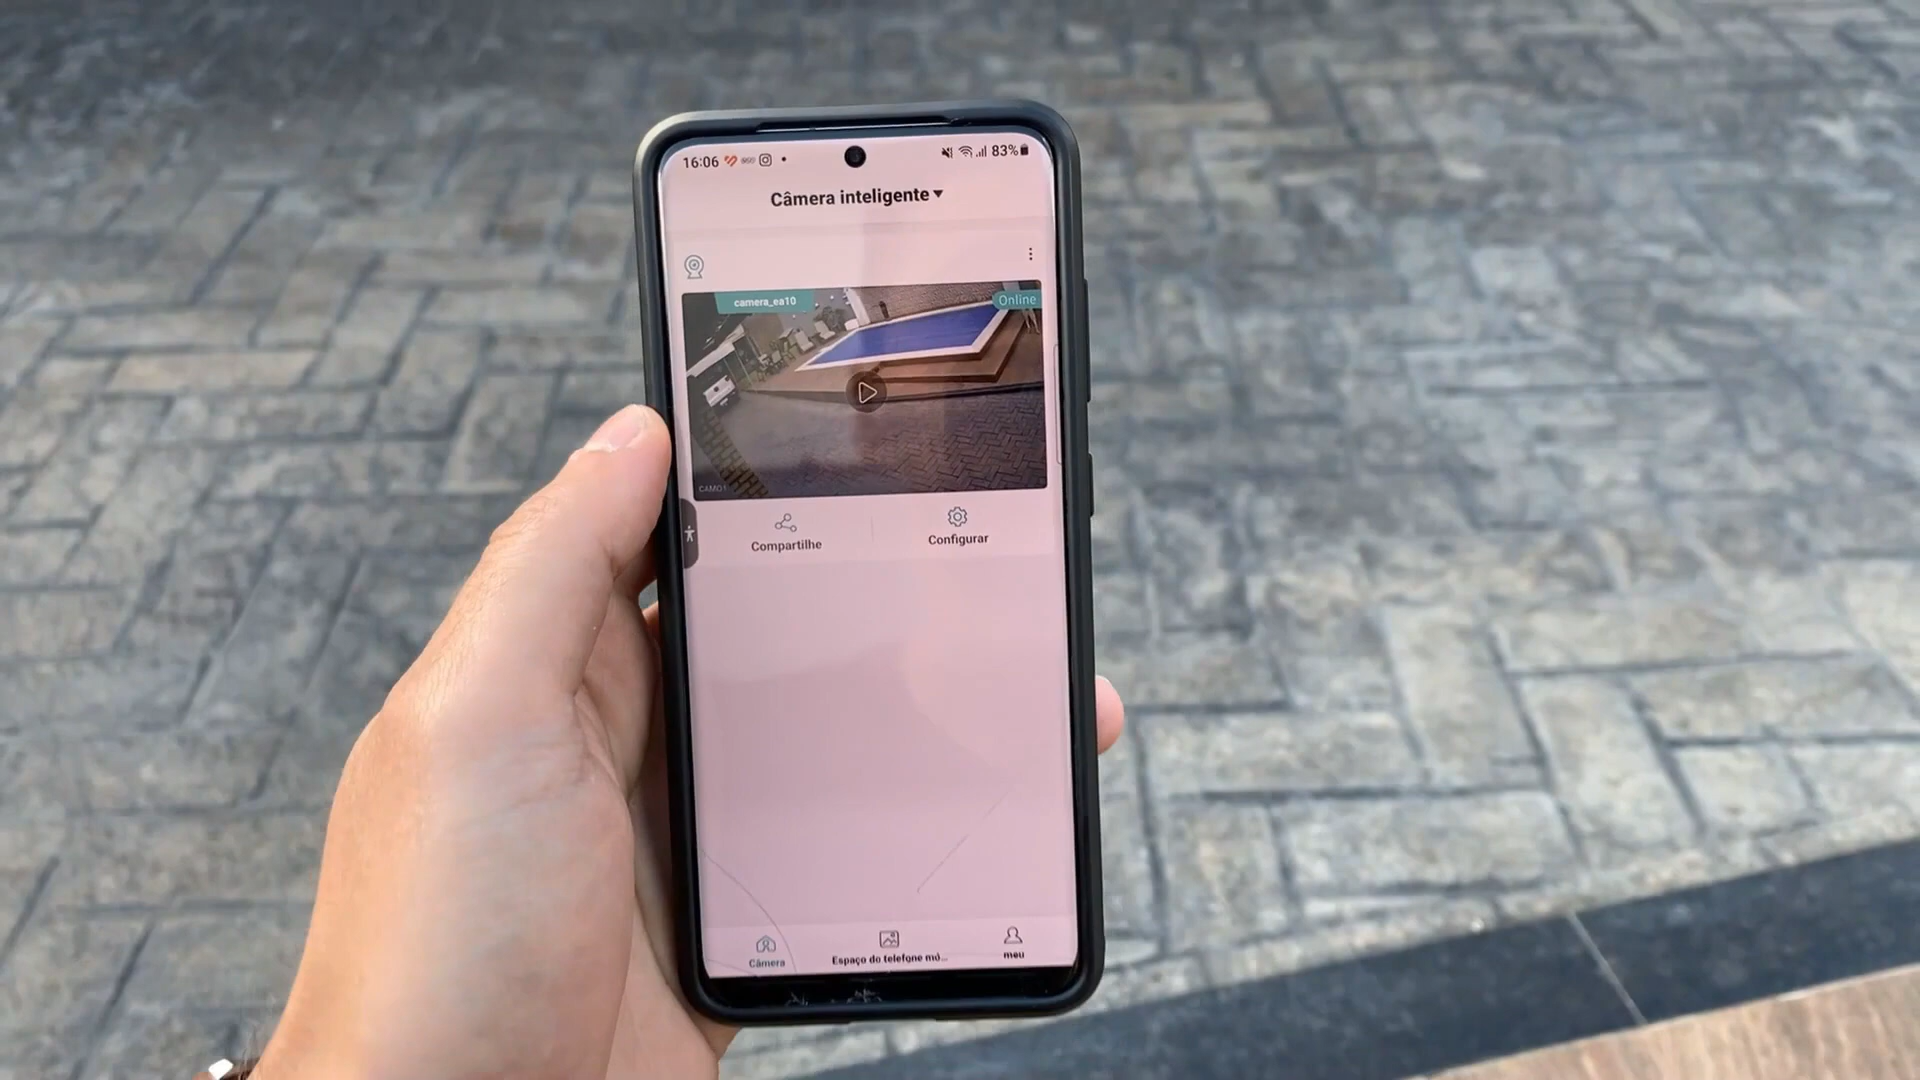 16:06
83%
Câmera inteligente
camera_ea10
Online
CAM01
Compartilhe
Configurar
Câmera
Espaço do telefone mó...
meu